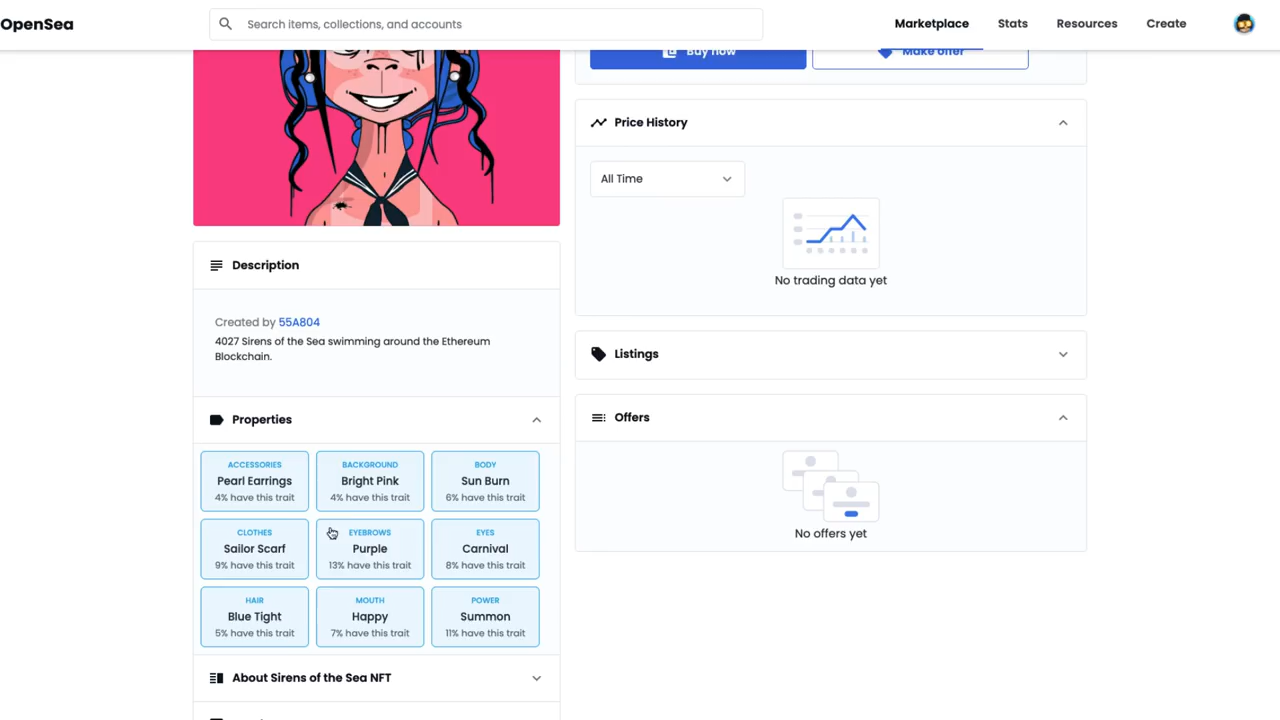 OpenSea
Search items, collections, and accounts
Marketplace
Stats
Resources
Create
Buy now
Make offer
Price History
All Time
No trading data yet
Description
Created by 55A804
4027 Sirens of the Sea swimming around the Ethereum
Blockchain.
Listings
Offers
No offers yet
Properties
ACCESSORIES
Pearl Earrings
4% have this trait
BACKGROUND
Bright Pink
4% have this trait
BODY
Sun Burn
6% have this trait
CLOTHES
Sailor Scarf
9% have this trait
EYEBROWS
Purple
13% have this trait
EYES
Carnival
8% have this trait
HAIR
Blue Tight
5% have this trait
MOUTH
Happy
7% have this trait
POWER
Summon
11% have this trait
About Sirens of the Sea NFT